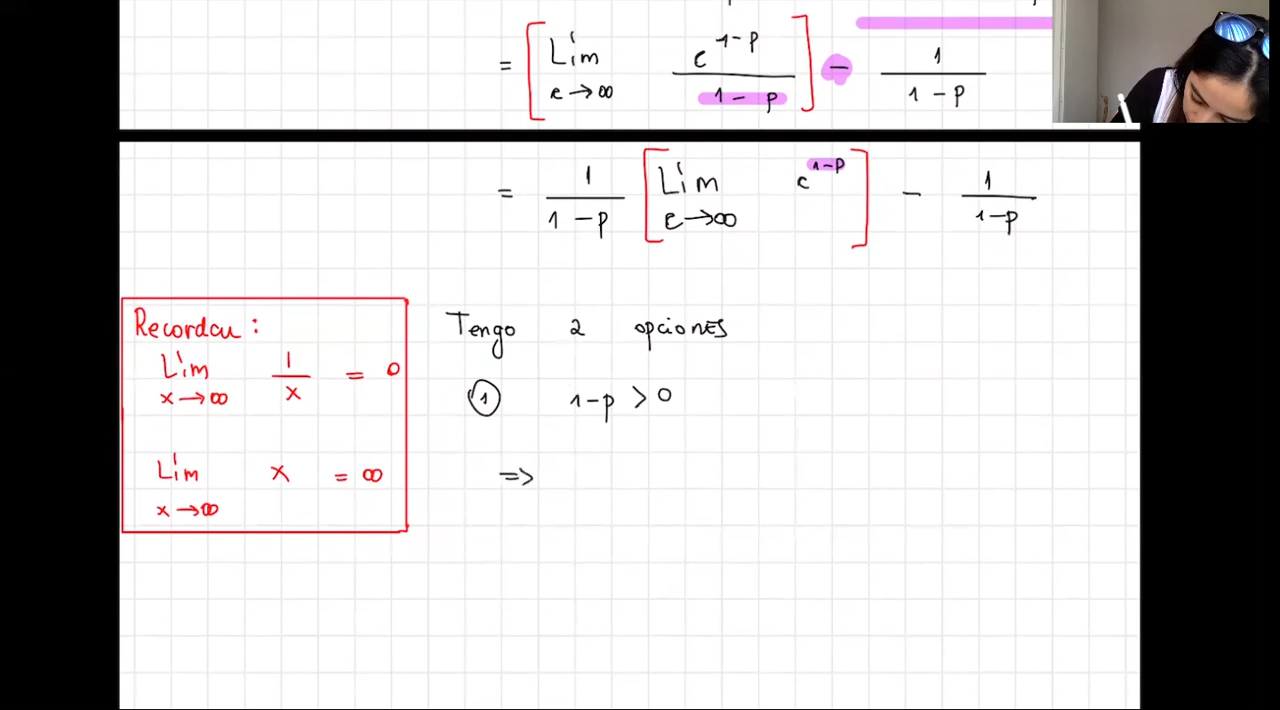 = [ Lim c→∞ c^(1-p) / (1-p) ] - 1 / (1-p)
= 1 / (1-p) [ Lim c→∞ c^(1-p) ] - 1 / (1-p)
Recordar:
Lim x→∞ 1/x = 0
Lim x→∞ x = ∞
Tengo 2 opciones
① 1-p > 0
=>